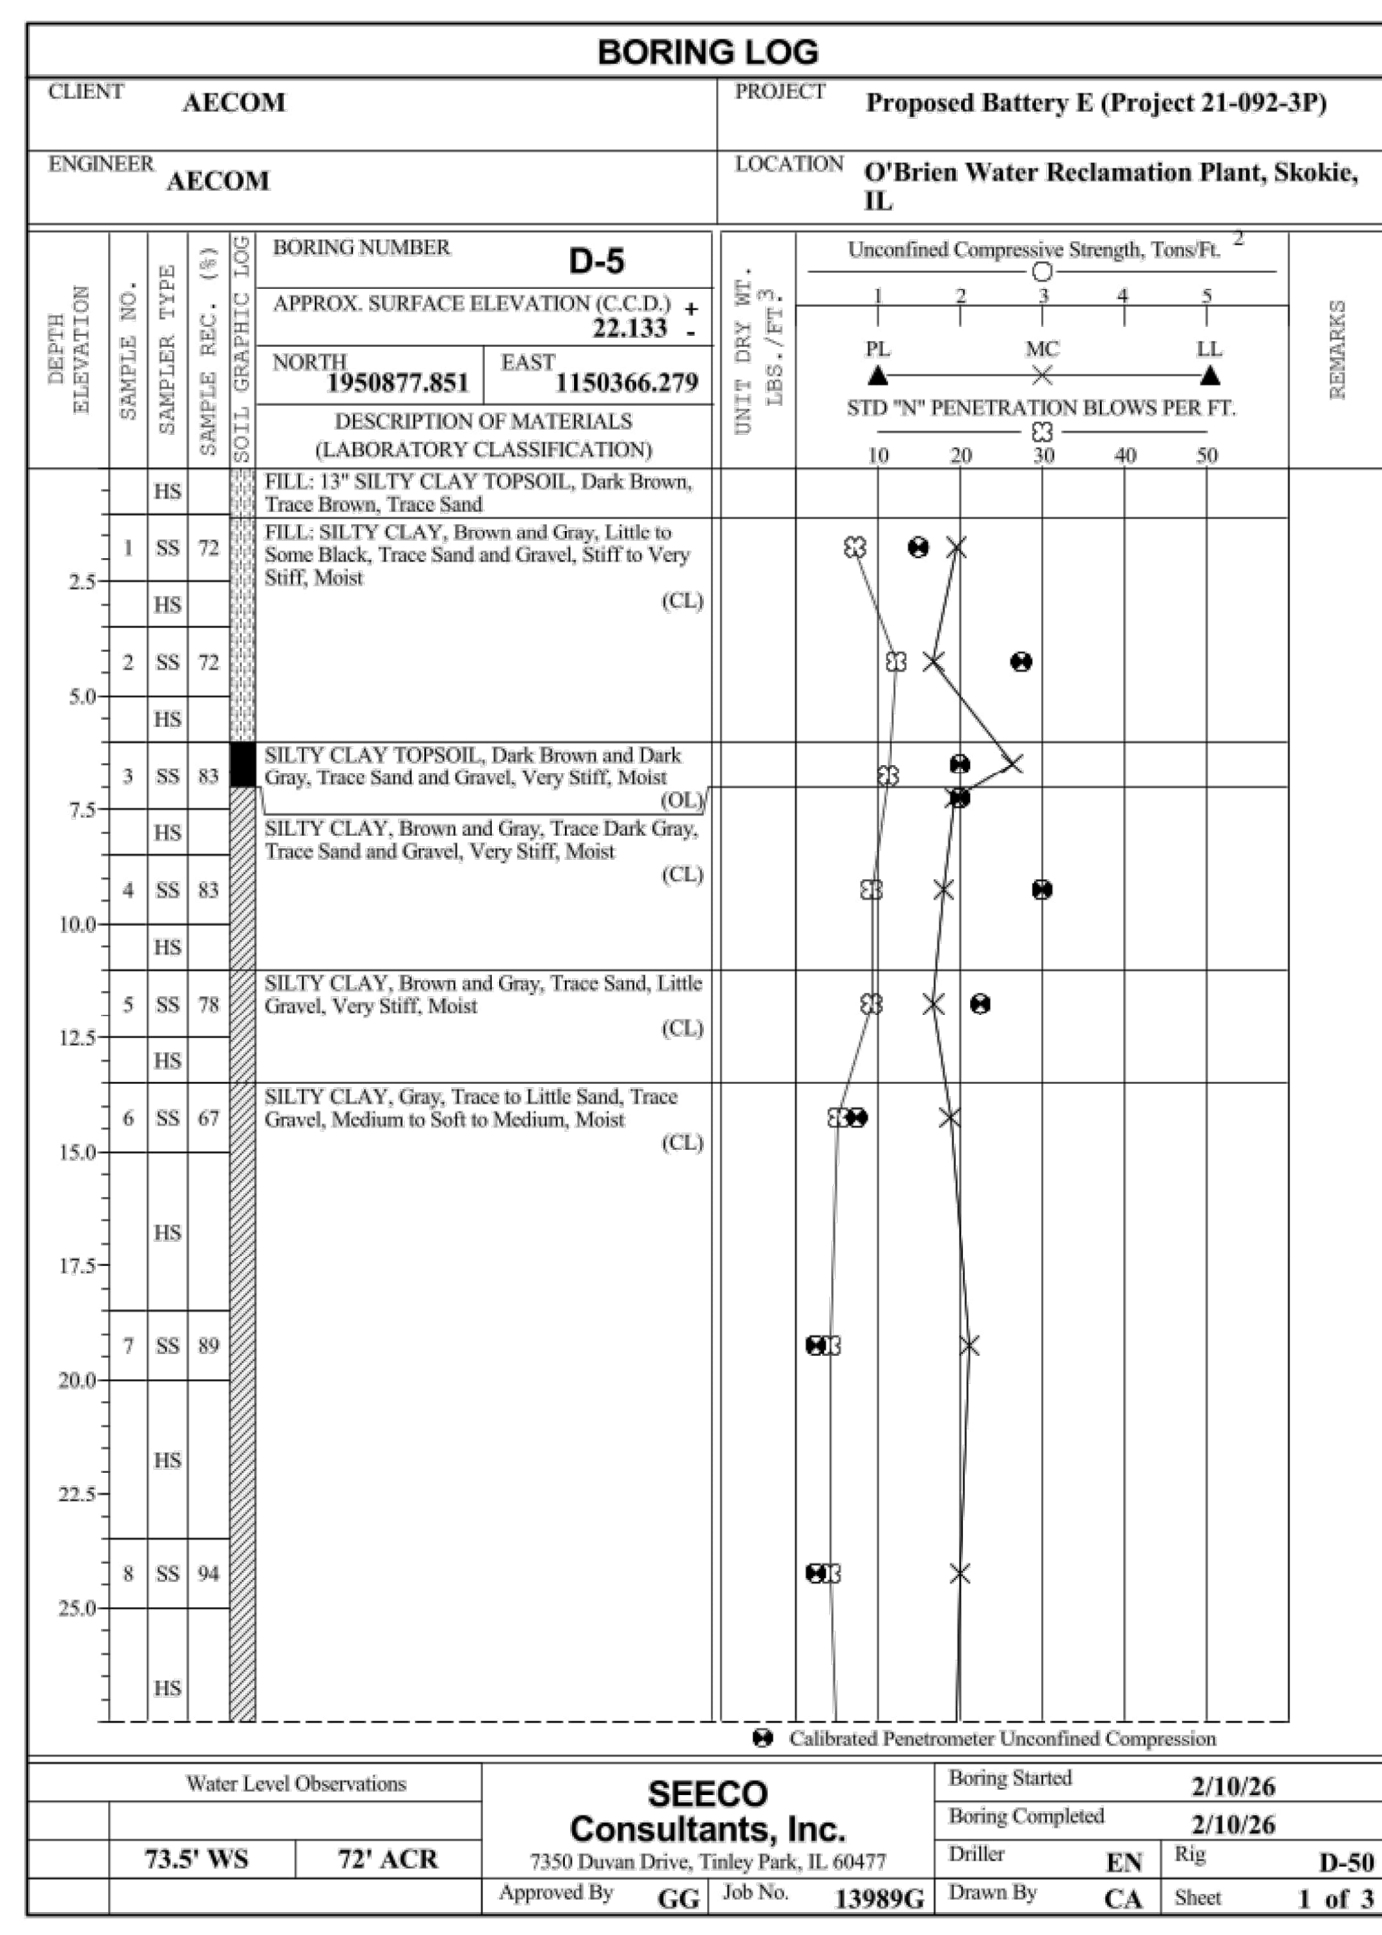 BORING LOG
CLIENT AECOM
PROJECT Proposed Battery E (Project 21-092-3P)
ENGINEER AECOM
LOCATION O'Brien Water Reclamation Plant, Skokie,
IL
DEPTH
ELEVATION
SAMPLE NO.
SAMPLER TYPE
SAMPLE REC. (%)
SOIL GRAPHIC LOG
BORING NUMBER D-5
APPROX. SURFACE ELEVATION (C.C.D.) +
22.133 -
NORTH 1950877.851
EAST 1150366.279
DESCRIPTION OF MATERIALS
(LABORATORY CLASSIFICATION)
UNIT DRY WT.
LBS./FT.3
Unconfined Compressive Strength, Tons/Ft. 2
1 2 3 4 5
PL MC LL
STD "N" PENETRATION BLOWS PER FT.
10 20 30 40 50
REMARKS
HS
FILL: 13" SILTY CLAY TOPSOIL, Dark Brown,
Trace Brown, Trace Sand
1 SS 72
FILL: SILTY CLAY, Brown and Gray, Little to
Some Black, Trace Sand and Gravel, Stiff to Very
Stiff, Moist
2.5
HS
(CL)
2 SS 72
5.0
HS
SILTY CLAY TOPSOIL, Dark Brown and Dark
3 SS 83 Gray, Trace Sand and Gravel, Very Stiff, Moist
(OL)
7.5
HS
SILTY CLAY, Brown and Gray, Trace Dark Gray,
Trace Sand and Gravel, Very Stiff, Moist
(CL)
4 SS 83
10.0
HS
SILTY CLAY, Brown and Gray, Trace Sand, Little
5 SS 78 Gravel, Very Stiff, Moist
(CL)
12.5
HS
SILTY CLAY, Gray, Trace to Little Sand, Trace
6 SS 67 Gravel, Medium to Soft to Medium, Moist
(CL)
15.0
HS
17.5
7 SS 89
20.0
HS
22.5
8 SS 94
25.0
HS
Calibrated Penetrometer Unconfined Compression
Water Level Observations
73.5' WS 72' ACR
SEECO
Consultants, Inc.
7350 Duvan Drive, Tinley Park, IL 60477
Approved By GG
Job No. 13989G
Boring Started 2/10/26
Boring Completed 2/10/26
Driller EN
Rig D-50
Drawn By CA
Sheet 1 of 3